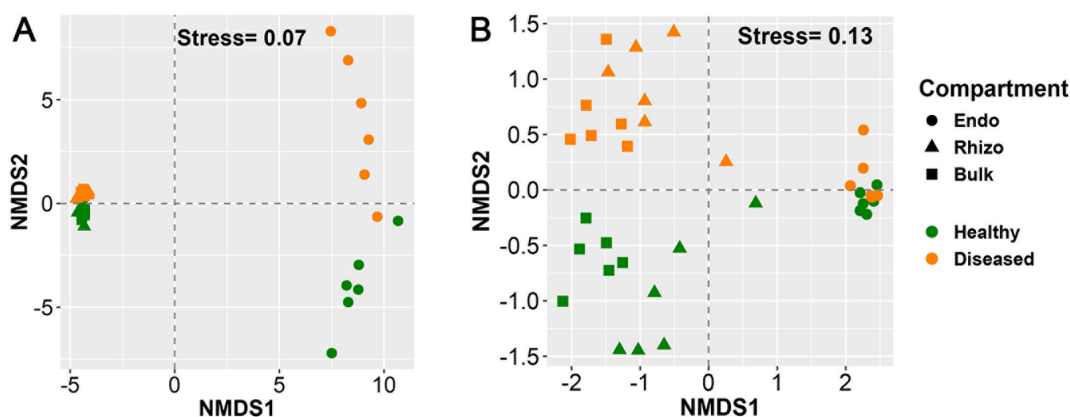 A
Stress= 0.07
NMDS2
5
0
-5
-5
0
5
10
NMDS1
B
Stress= 0.13
NMDS2
1.5
1.0
0.5
0.0
-0.5
-1.0
-1.5
-2
-1
0
1
2
NMDS1
Compartment
Endo
Rhizo
Bulk
Healthy
Diseased